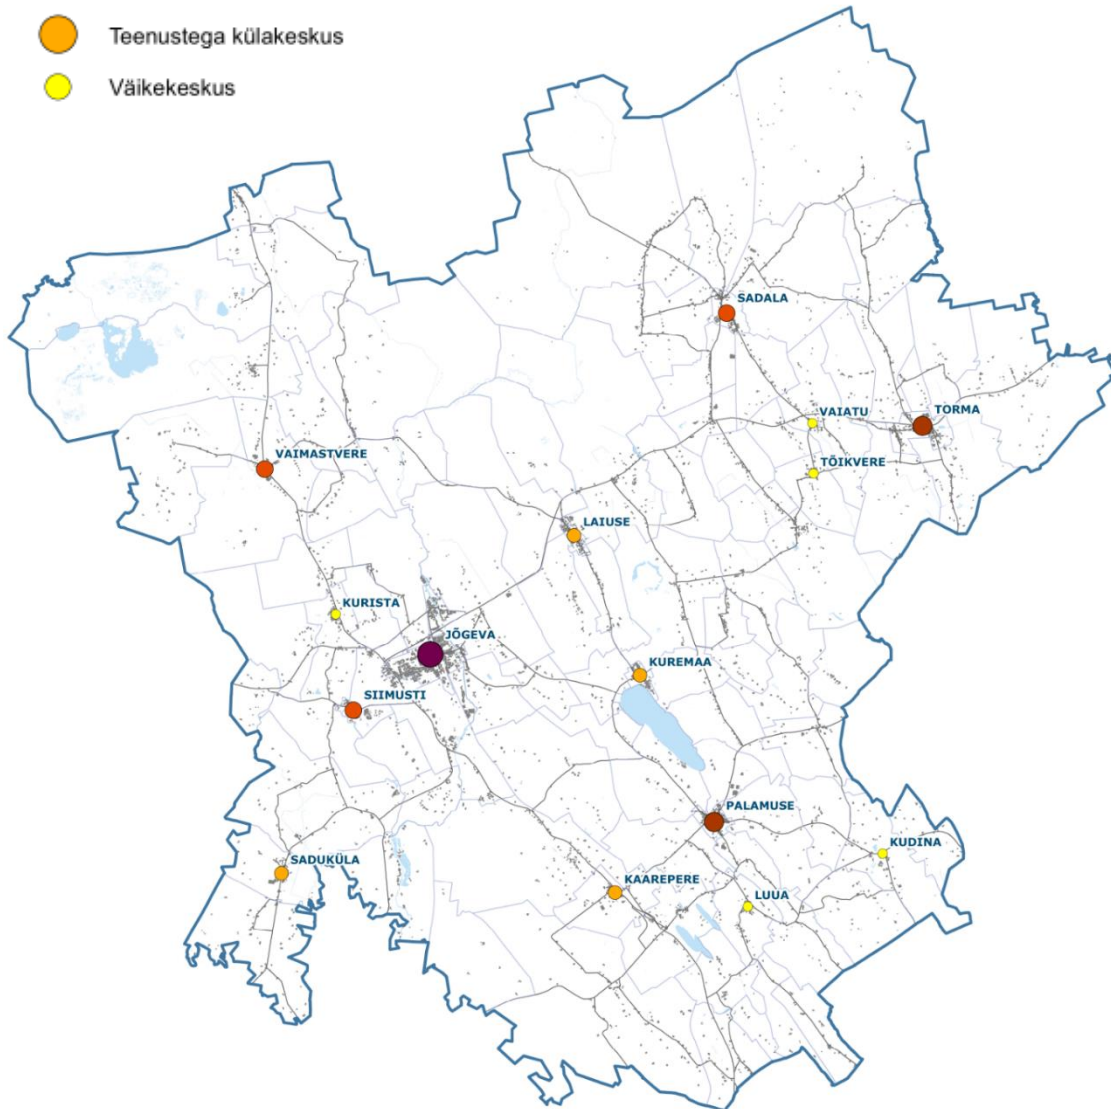 Teenustega külakeskus
Väikekeskus
SADALA
VAIATU
TORMA
VAIMASTVERE
TÕIKVERE
LAIUSE
KURISTA
JÕGEVA
KUREMAA
SIIMUSTI
PALAMUSE
KUDINA
SADUKÜLA
KAAREPERE
LUUA